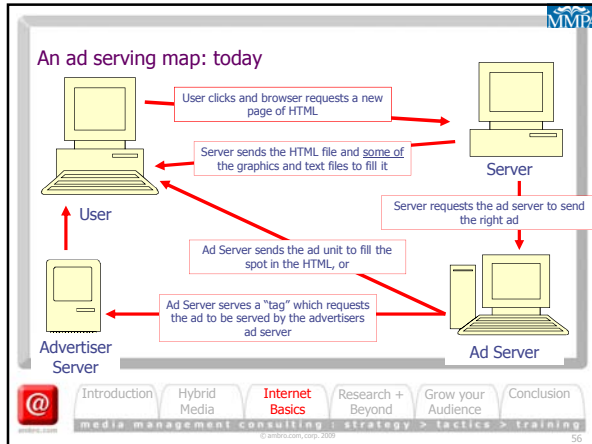 MMPA
An ad serving map: today
User clicks and browser requests a new
page of HTML
Server sends the HTML file and some of
the graphics and text files to fill it
Server
User
Server requests the ad server to send
the right ad
Ad Server sends the ad unit to fill the
spot in the HTML, or
Ad Server serves a “tag” which requests
the ad to be served by the advertisers
ad server
Advertiser
Server
Ad Server
@
ambro.com
Introduction
Hybrid
Media
Internet
Basics
Research +
Beyond
Grow your
Audience
Conclusion
media management consulting : strategy > tactics > training
© ambro.com, corp. 2009
56